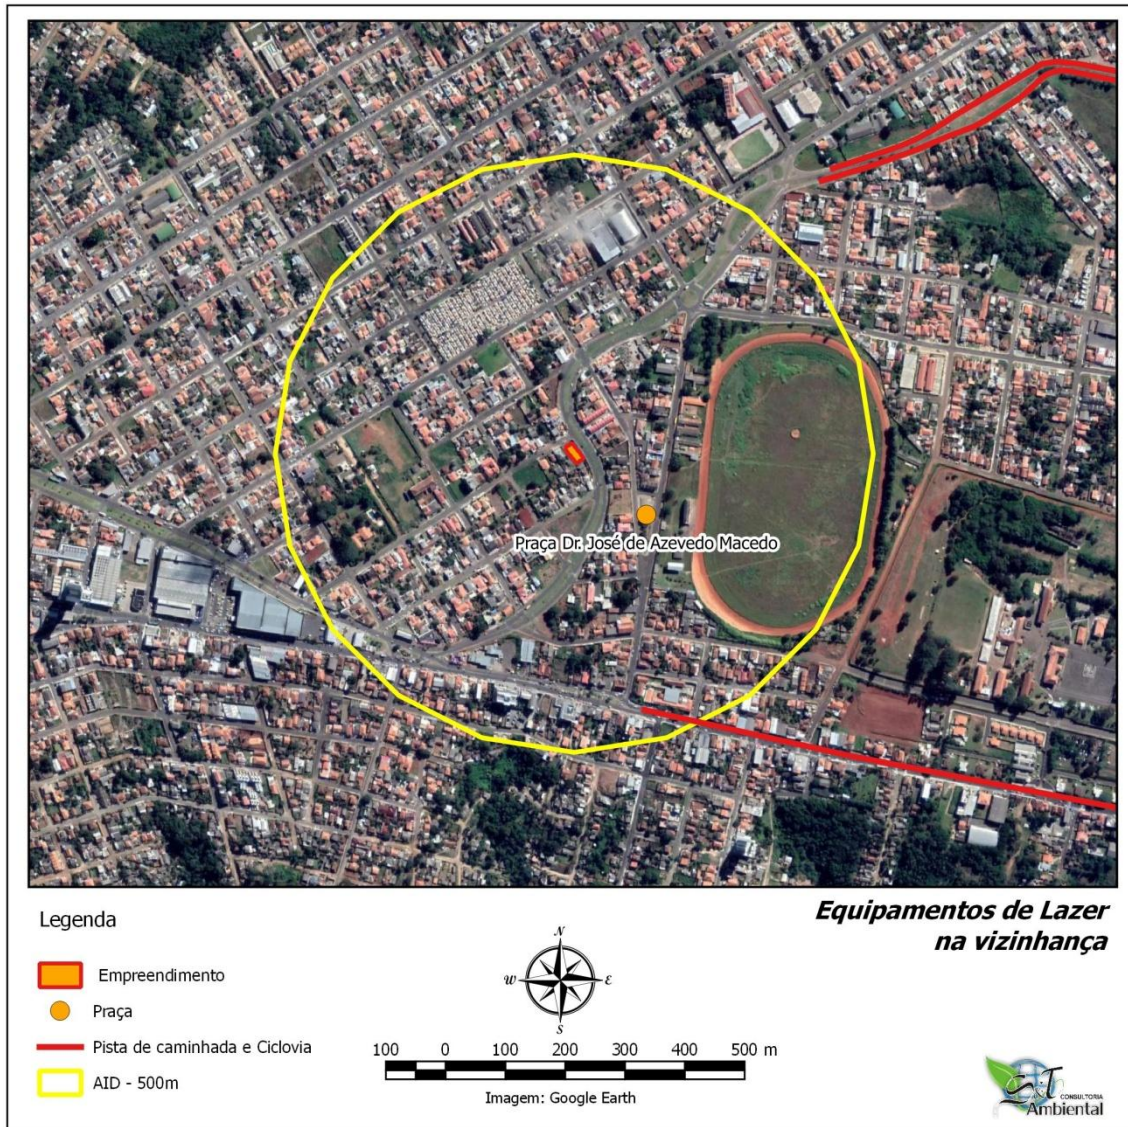 Praça Dr. José de Azevedo Macedo
Legenda
Empreendimento
Praça
Pista de caminhada e Ciclovia
AID - 500m
N
W
E
S
100 0 100 200 300 400 500 m
Imagem: Google Earth
Equipamentos de Lazer
na vizinhança
S&T
CONSULTORIA
Ambiental